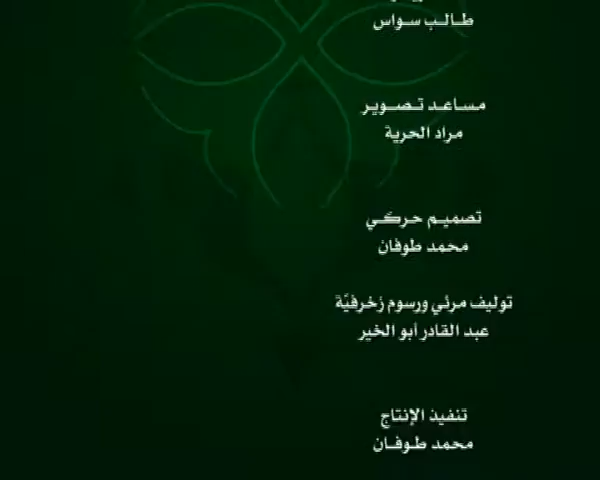 طالب سواس
مساعد تصوير
مراد الحرية
تصميم حركي
محمد طوفان
توليف مرئي ورسوم زخرفيّة
عبد القادر أبو الخير
تنفيذ الإنتاج
محمد طوفان